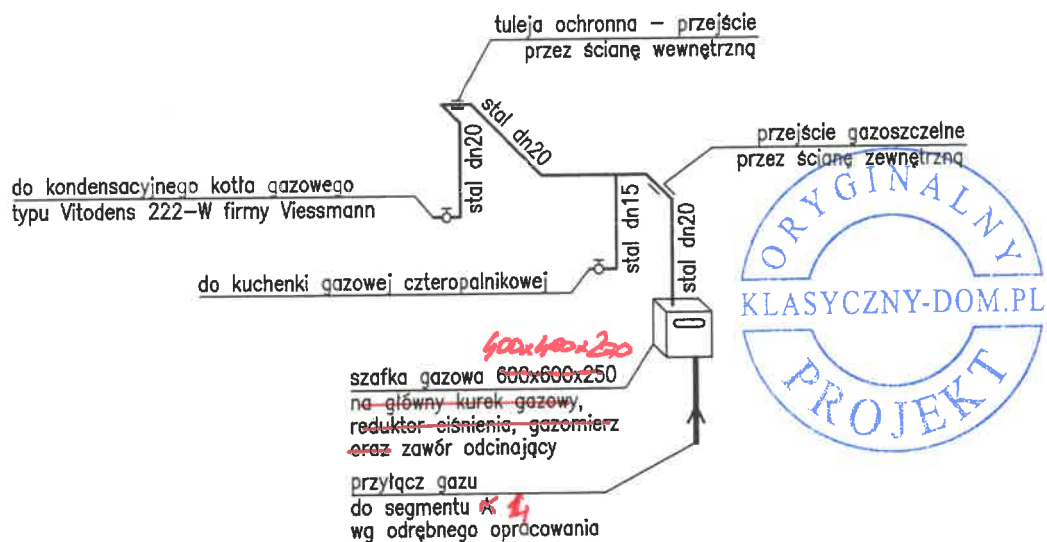 tuleja ochronna – przejście
przez ścianę wewnętrzną
stal dn20
stal dn20
przejście gazoszczelne
przez ścianę zewnętrzną
do kondensacyjnego kotła gazowego
typu Vitodens 222-W firmy Viessmann
stal dn15
stal dn20
do kuchenki gazowej czteropalnikowej
ORYGINALNY
KLASYCZNY-DOM.PL
PROJEKT
400x400x250
szafka gazowa 600x600x250
na główny kurek gazowy,
reduktor ciśnienia, gazomierz
oraz zawór odcinający
przyłącz gazu
do segmentu A
wg odrębnego opracowania